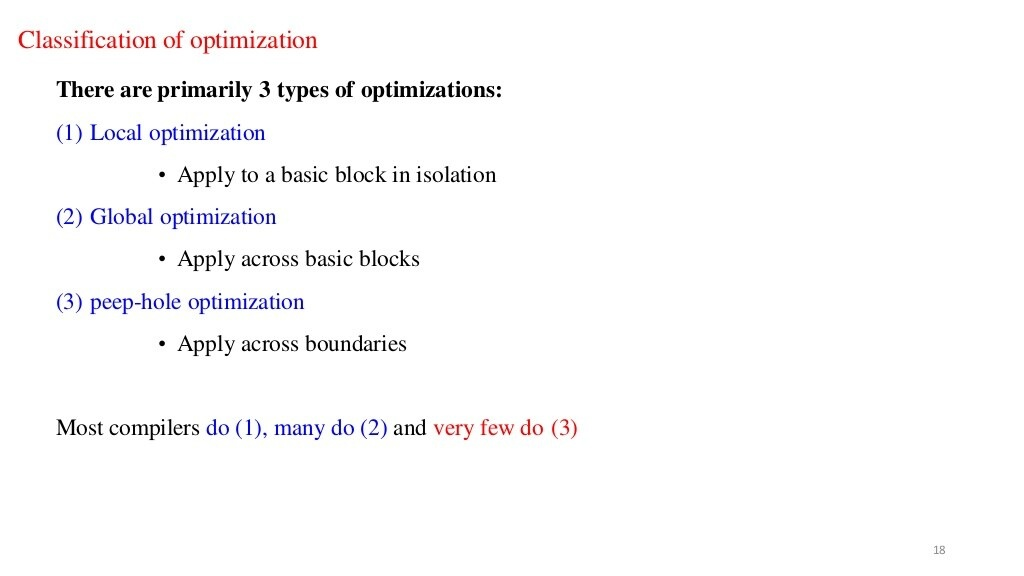 Classification of optimization
There are primarily 3 types of optimizations:
(1) Local optimization
• Apply to a basic block in isolation
(2) Global optimization
• Apply across basic blocks
(3) peep-hole optimization
• Apply across boundaries
Most compilers do (1), many do (2) and very few do (3)
18